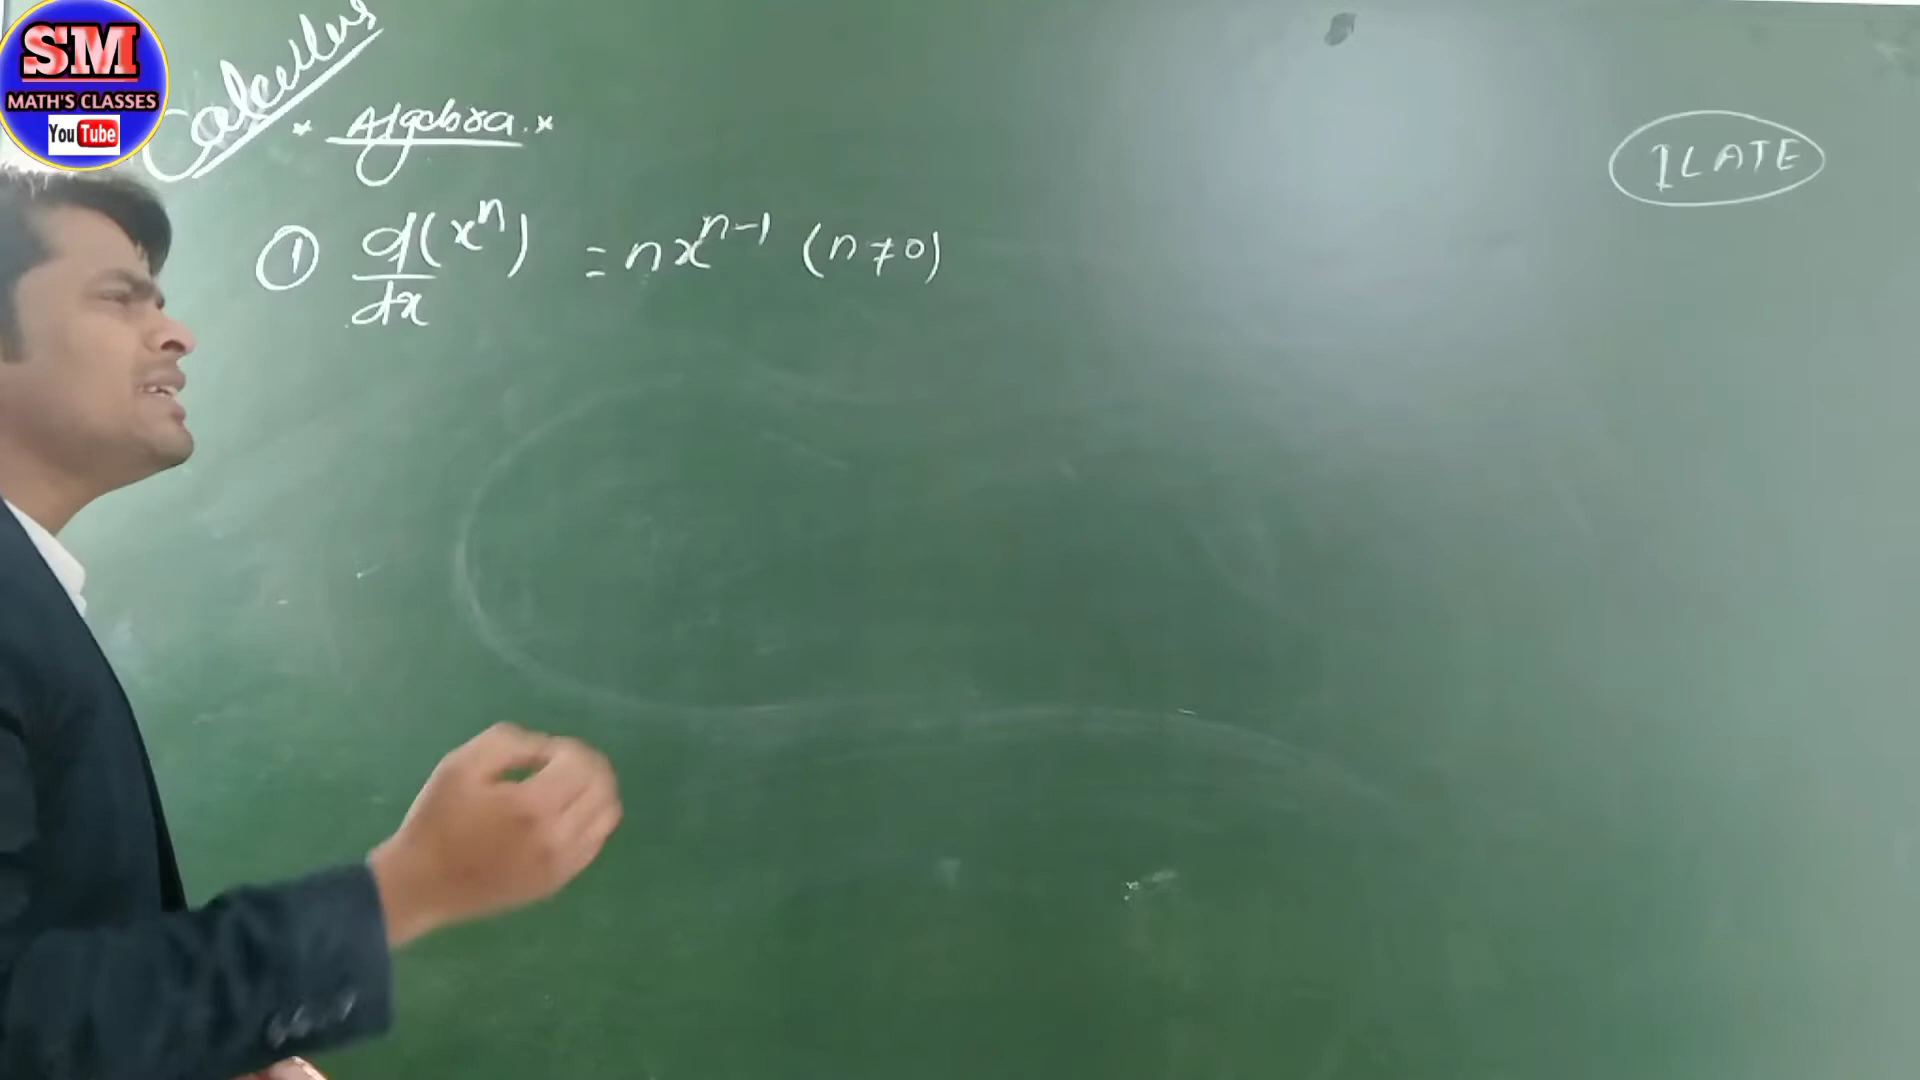 SM
MATH'S CLASSES
YouTube
Calculus
* Algebra. *
① d/dx (xⁿ) = nxⁿ⁻¹ (n ≠ 0)
ILATE